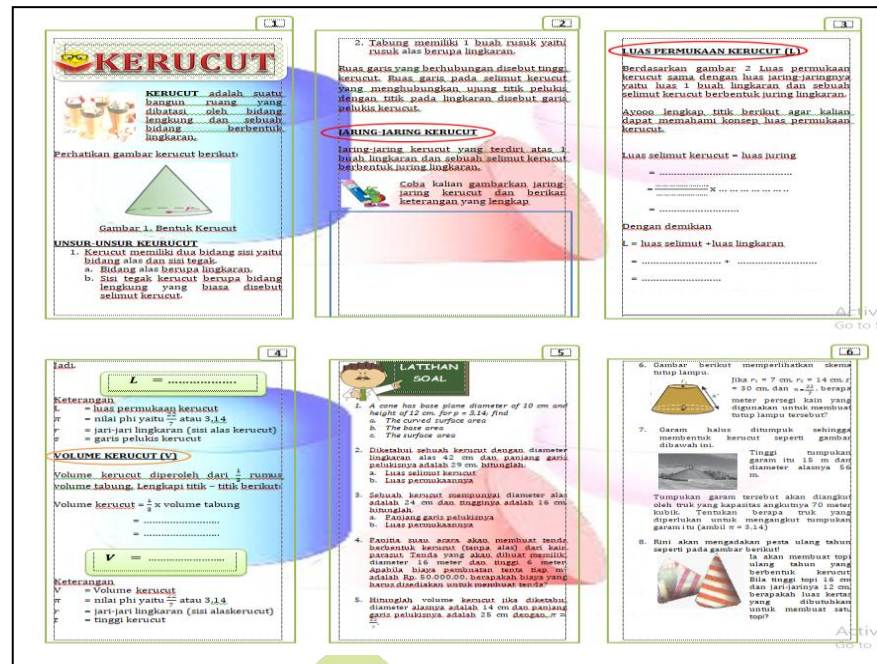 1
KERUCUT
KERUCUT adalah suatu
bangun ruang yang
dibatasi oleh bidang
lengkung dan sebuah
bidang berbentuk
lingkaran.
Perhatikan gambar kerucut berikut:
Gambar 1. Bentuk Kerucut
UNSUR-UNSUR KEURUCUT
1. Kerucut memiliki dua bidang sisi yaitu
bidang alas dan sisi tegak.
a. Bidang alas berupa lingkaran.
b. Sisi tegak kerucut berupa bidang
lengkung yang biasa disebut
selimut kerucut.
2
2. Tabung memiliki 1 buah rusuk yaitu
rusuk alas berupa lingkaran.
Ruas garis yang berhubungan disebut tinggi
kerucut. Ruas garis pada selimut kerucut
yang menghubungkan ujung titik pelukis
dengan titik pada lingkaran disebut garis
pelukis kerucut.
JARING-JARING KERUCUT
Jaring-jaring kerucut yang terdiri atas 1
buah lingkaran dan sebuah selimut kerucut
berbentuk juring lingkaran.
Coba kalian gambarkan jaring-
jaring kerucut dan berikan
keterangan yang lengkap
3
LUAS PERMUKAAN KERUCUT (L)
Berdasarkan gambar 2 Luas permukaan
kerucut sama dengan luas jaring-jaringnya
yaitu luas 1 buah lingkaran dan sebuah
selimut kerucut berbentuk juring lingkaran.
Ayooo lengkap titik berikut agar kalian
dapat memahami konsep luas permukaan
kerucut.
Luas selimut kerucut = luas juring
= ................................
= ............... x ... ... ... ... ... ..
= ........................
Dengan demikian
L = luas selimut +luas lingkaran
= ........................ + ........................
= ........................
Activ
Go to S
4
Jadi,
L = ...................
Keterangan
L = luas permukaan kerucut
π = nilai phi yaitu 22/7 atau 3,14
r = jari-jari lingkaran (sisi alas kerucut)
s = garis pelukis kerucut
VOLUME KERUCUT (V)
Volume kerucut diperoleh dari 1/3 rumus
volume tabung. Lengkapi titik – titik berikut:
Volume kerucut = 1/3 x volume tabung
= ..........................
= ..........................
V = ...................
Keterangan
V = Volume kerucut
π = nilai phi yaitu 22/7 atau 3,14
r = jari-jari lingkaran (sisi alaskerucut)
t = tinggi kerucut
5
LATIHAN
SOAL
1. A cone has base plane diameter of 10 cm and
height of 12 cm. for p = 3,14; find
a. The curved surface area
b. The base area
c. The surface area
2. Diketahui sebuah kerucut dengan diameter
lingkaran alas 42 cm dan panjang garis
pelukisnya adalah 29 cm. hitunglah:
a. Luas selimut kerucut
b. Luas permukaannya
3. Sebuah kerucut mempunyai diameter alas
adalah 24 cm dan tingginya adalah 16 cm.
hitunglah:
a. Panjang garis pelukisnya
b. Luas permukaannya
4. Panitia suau acara akan membuat tenda
berbentuk kerucut (tanpa alas) dari kain
parasut. Tenda yang akan dibuat memiliki
diameter 16 meter dan tinggi 6 meter.
Apabila biaya pembuatan tenta tiap m²
adalah Rp. 50.000.00. berapakah biaya yang
harus disediakan untuk membuat tenda?
5. Hitunglah volume kerucut jika diketahui
diameter alasnya adalah 14 cm dan panjang
garis pelukisnya adalah 25 cm dengan π =
22/7.
6
6. Gambar berikut memperlihatkan skema
tutup lampu.
Jika r₁ = 7 cm, r₂ = 14 cm,
= 30 cm, dan π=22/7, berapa
meter persegi kain yang
digunakan untuk membuat
tutup lampu tersebut?
7. Garam halus ditumpuk sehingga
membentuk kerucut seperti gambar
dibawah ini.
Tinggi tumpukan
garam itu 15 m dan
diameter alasnya 56
m.
Tumpukan garam tersebut akan diangkut
oleh truk yang kapasitas angkutnya 70 meter
kubik. Tentukan berapa truk yang
diperlukan untuk mengangkut tumpukan
garam itu (ambil π = 3,14)
8. Rini akan mengadakan pesta ulang tahun
seperti pada gambar berikut!
Ia akan membuat topi
ulang tahun yang
berbentuk kerucut.
Bila tinggi topi 16 cm
dan jari-jarinya 12 cm,
berapakah luas kertas
yang dibutuhkan
untuk membuat satu
topi?
Activ
Go to